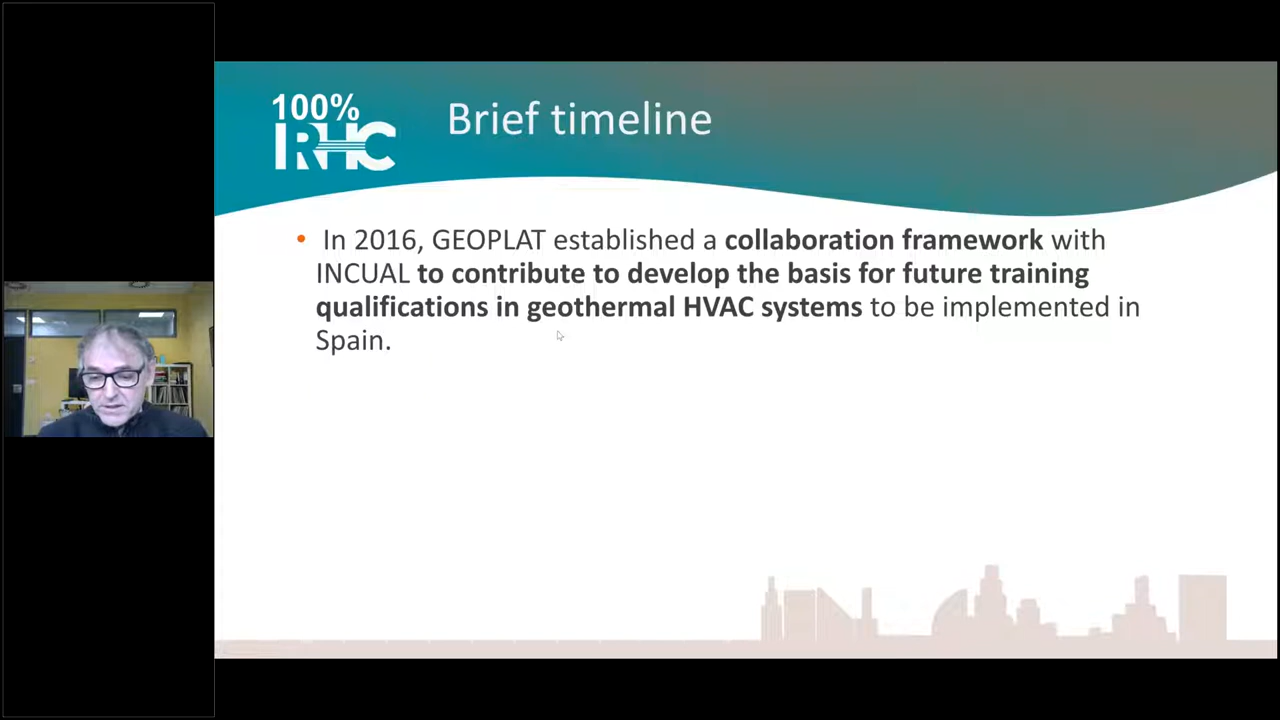 100%
RHC
Brief timeline
• In 2016, GEOPLAT established a collaboration framework with
INCUAL to contribute to develop the basis for future training
qualifications in geothermal HVAC systems to be implemented in
Spain.